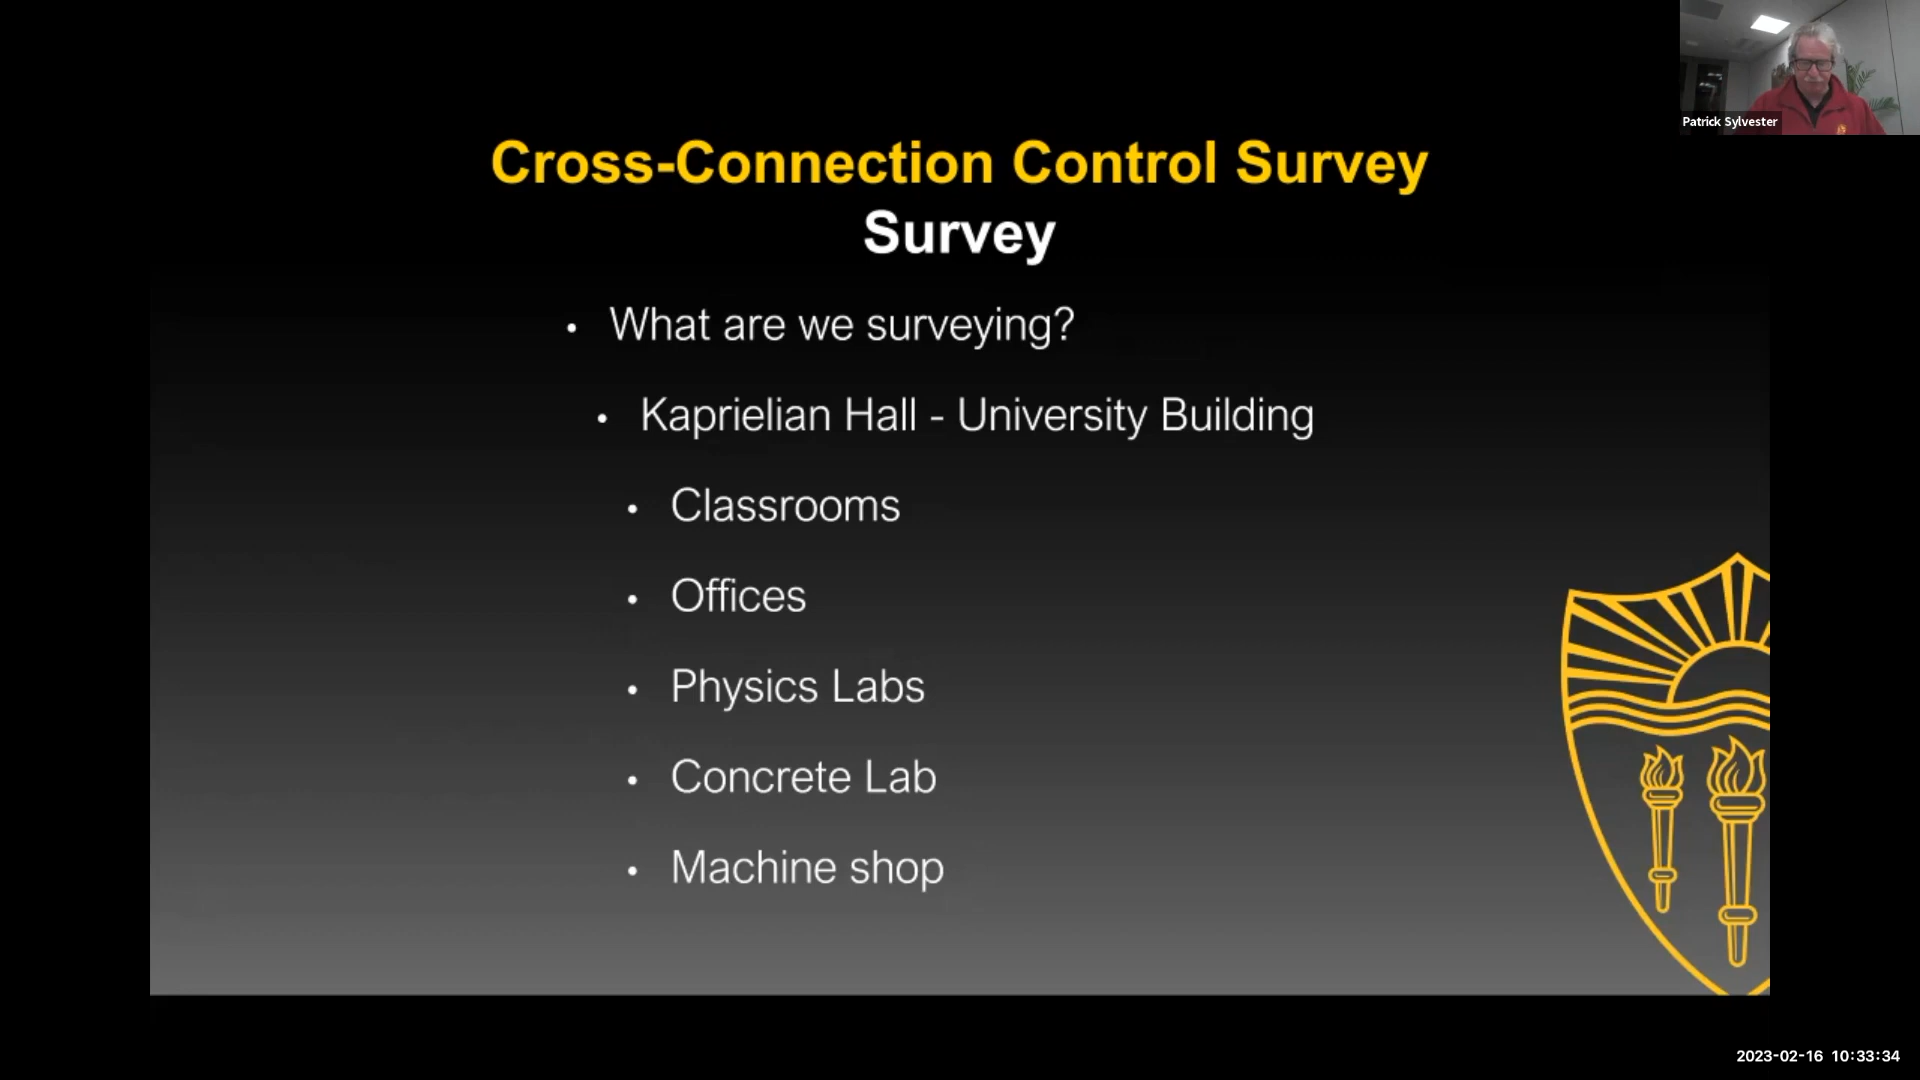 Patrick Sylvester
Cross-Connection Control Survey
Survey
• What are we surveying?
• Kaprielian Hall - University Building
• Classrooms
• Offices
• Physics Labs
• Concrete Lab
• Machine shop
2023-02-16 10:33:34